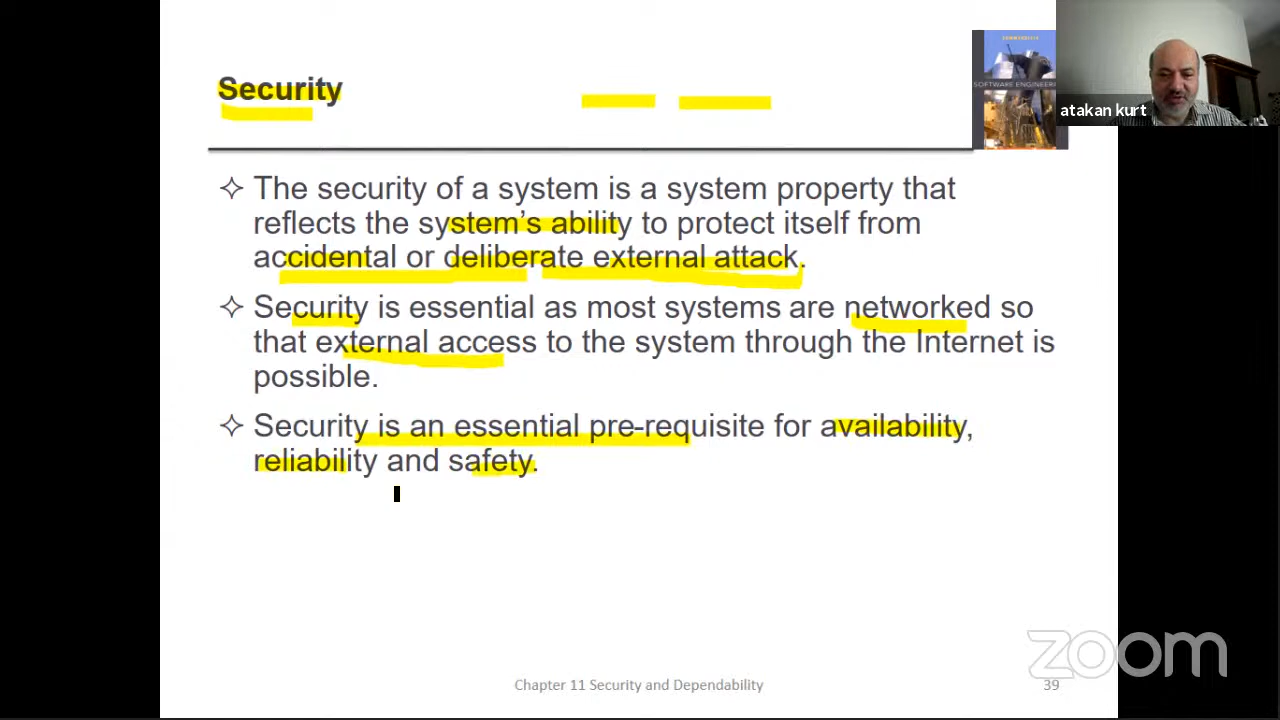 Security
SOFTWARE ENGINEERI
atakan kurt
✧ The security of a system is a system property that
reflects the system's ability to protect itself from
accidental or deliberate external attack.
✧ Security is essential as most systems are networked so
that external access to the system through the Internet is
possible.
✧ Security is an essential pre-requisite for availability,
reliability and safety.
zoom
Chapter 11 Security and Dependability
39